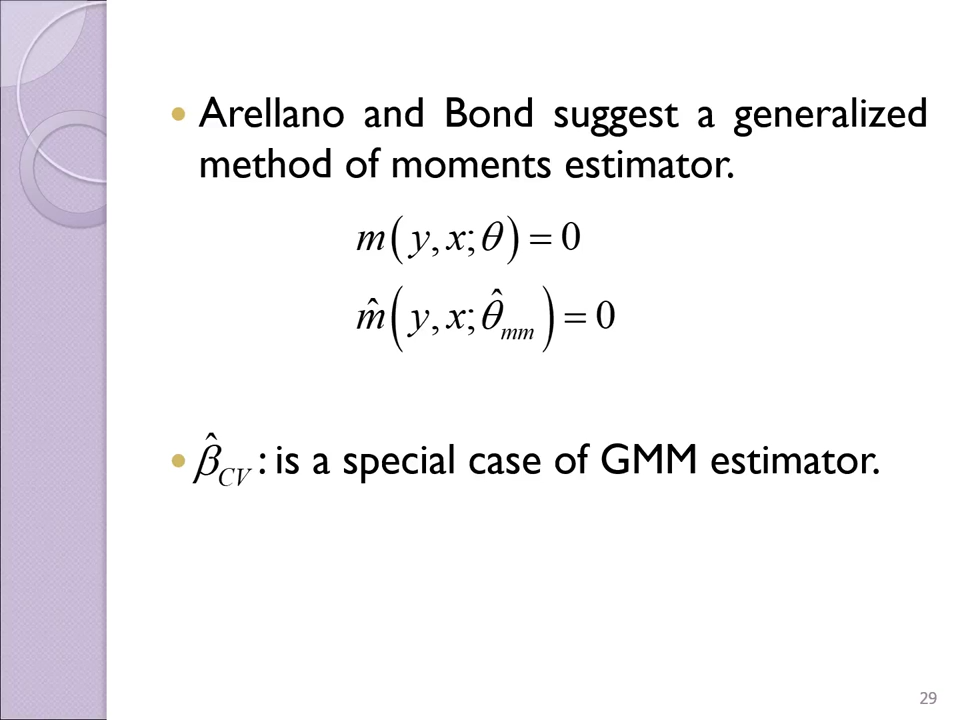 • Arellano and Bond suggest a generalized
method of moments estimator.
m(y, x; θ) = 0
m̂(y, x; θ̂ₘₘ) = 0
• β̂_CV : is a special case of GMM estimator.
29